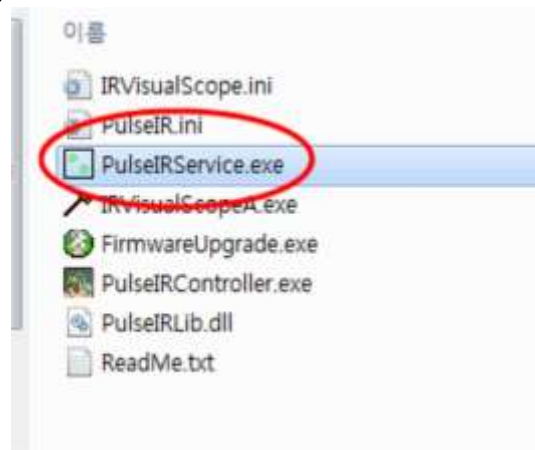 이름
IRVisualScope.ini
PulseIR.ini
PulseIRService.exe
IRVisualScopeA.exe
FirmwareUpgrade.exe
PulseIRController.exe
PulseIRLib.dll
ReadMe.txt